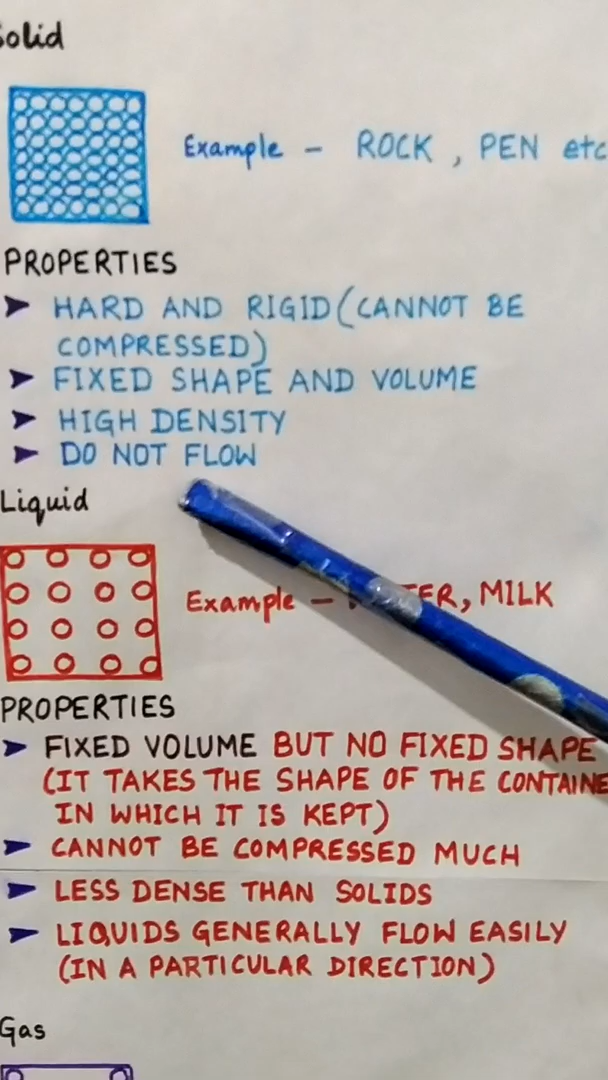 Solid
Example - ROCK, PEN etc
PROPERTIES
➤ HARD AND RIGID (CANNOT BE
COMPRESSED)
➤ FIXED SHAPE AND VOLUME
➤ HIGH DENSITY
➤ DO NOT FLOW
Liquid
Example - MILK
PROPERTIES
➤ FIXED VOLUME BUT NO FIXED SHAPE
(IT TAKES THE SHAPE OF THE CONTAINE
IN WHICH IT IS KEPT)
➤ CANNOT BE COMPRESSED MUCH
➤ LESS DENSE THAN SOLIDS
➤ LIQUIDS GENERALLY FLOW EASILY
(IN A PARTICULAR DIRECTION)
Gas